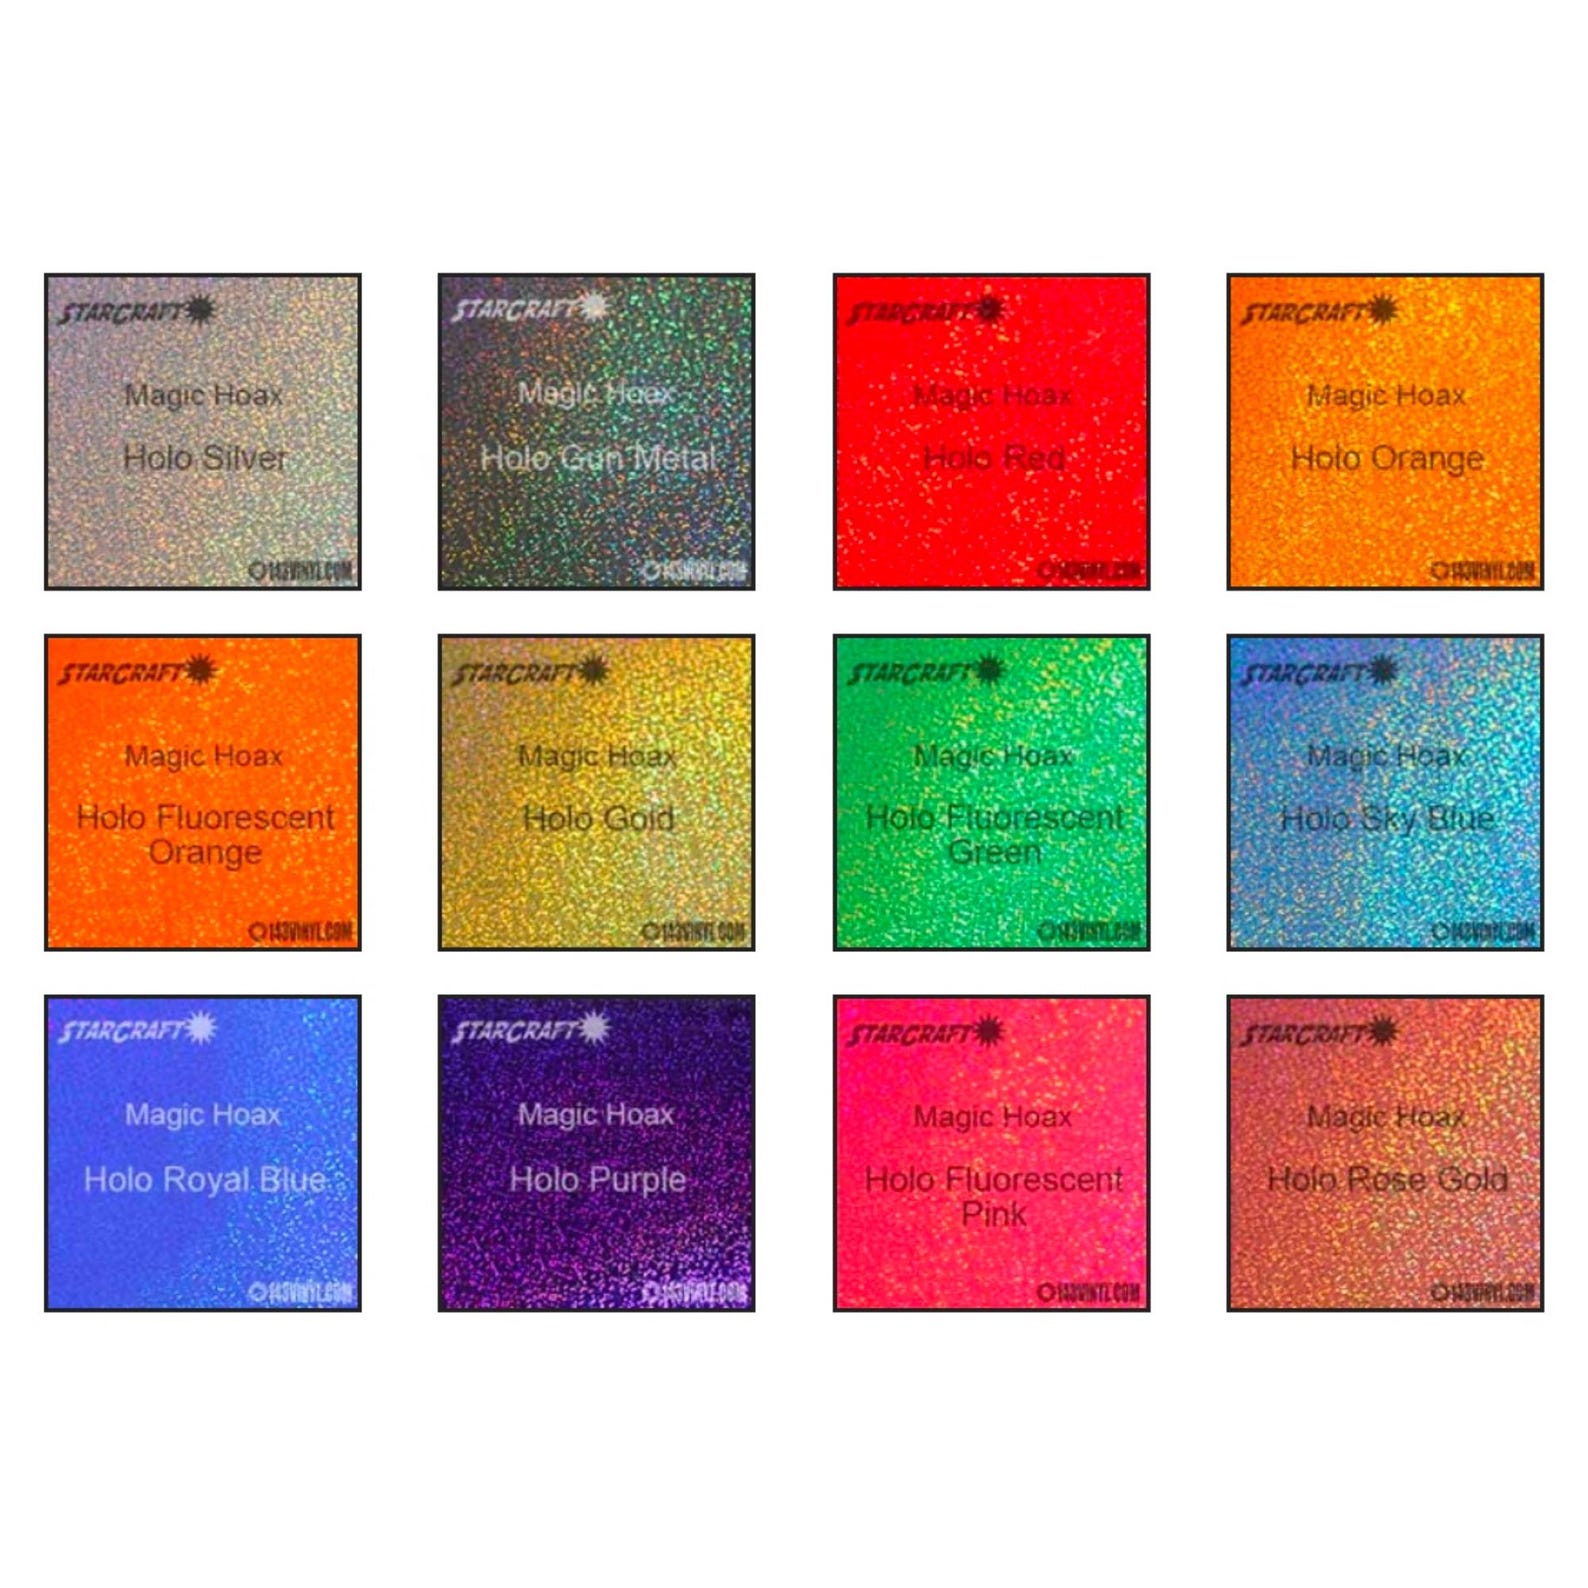 STARCRAFT
Magic Hoax
Holo Silver
143VINYL.COM
STARCRAFT
Magic Hoax
Holo Gun Metal
143VINYL.COM
STARCRAFT
Magic Hoax
Holo Red
143VINYL.COM
STARCRAFT
Magic Hoax
Holo Orange
143VINYL.COM
STARCRAFT
Magic Hoax
Holo Fluorescent
Orange
143VINYL.COM
STARCRAFT
Magic Hoax
Holo Gold
143VINYL.COM
STARCRAFT
Magic Hoax
Holo Fluorescent
Green
143VINYL.COM
STARCRAFT
Magic Hoax
Holo Sky Blue
143VINYL.COM
STARCRAFT
Magic Hoax
Holo Royal Blue
143VINYL.COM
STARCRAFT
Magic Hoax
Holo Purple
143VINYL.COM
STARCRAFT
Magic Hoax
Holo Fluorescent
Pink
143VINYL.COM
STARCRAFT
Magic Hoax
Holo Rose Gold
143VINYL.COM